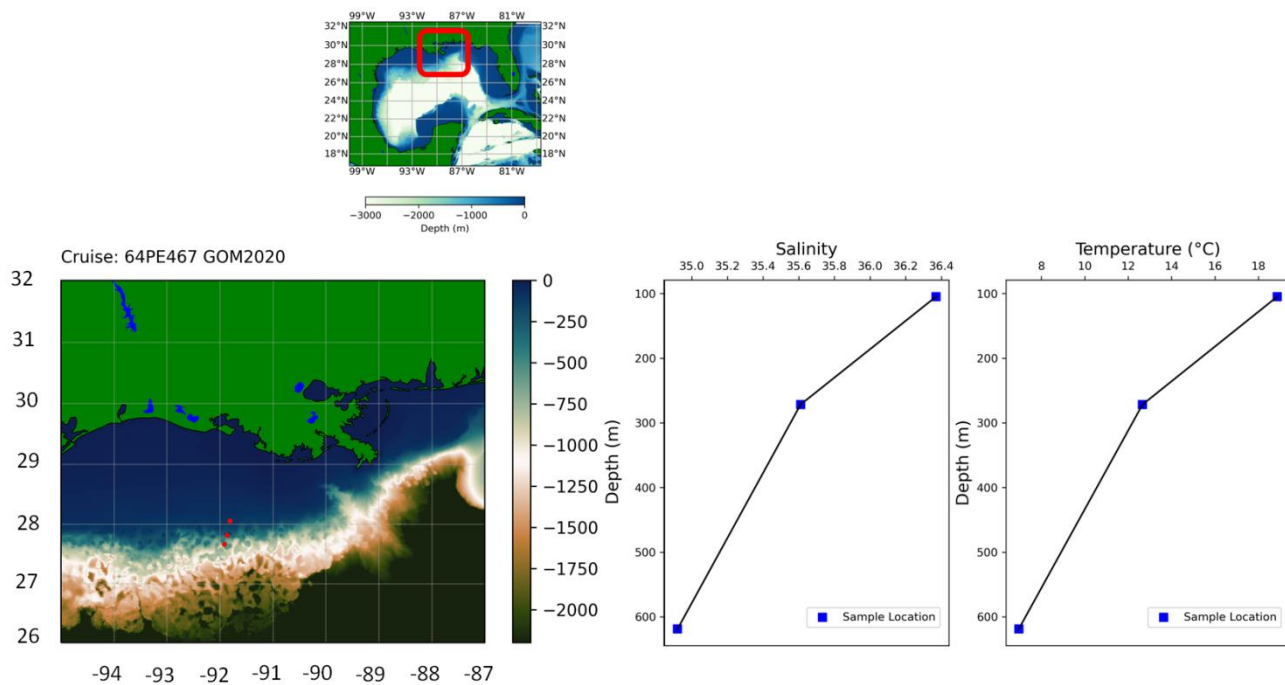 99°W 93°W 87°W 81°W
32°N 32°N
30°N 30°N
28°N 28°N
26°N 26°N
24°N 24°N
22°N 22°N
20°N 20°N
18°N 18°N
99°W 93°W 87°W 81°W
−3000 −2000 −1000 0
Depth (m)
Cruise: 64PE467 GOM2020
32
31
30
29
28
27
26
-94 -93 -92 -91 -90 -89 -88 -87
0
−250
−500
−750
−1000
−1250
−1500
−1750
−2000
Salinity
35.0 35.2 35.4 35.6 35.8 36.0 36.2 36.4
Depth (m)
100
200
300
400
500
600
Sample Location
Temperature (°C)
8 10 12 14 16 18
Depth (m)
100
200
300
400
500
600
Sample Location